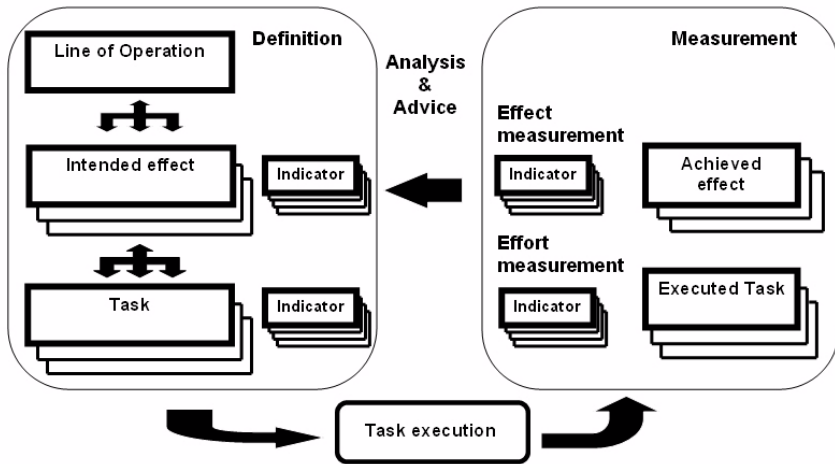 Definition
Line of Operation
Intended effect
Indicator
Task
Indicator
Analysis
&
Advice
Measurement
Effect
measurement
Indicator
Achieved
effect
Effort
measurement
Indicator
Executed Task
Task execution